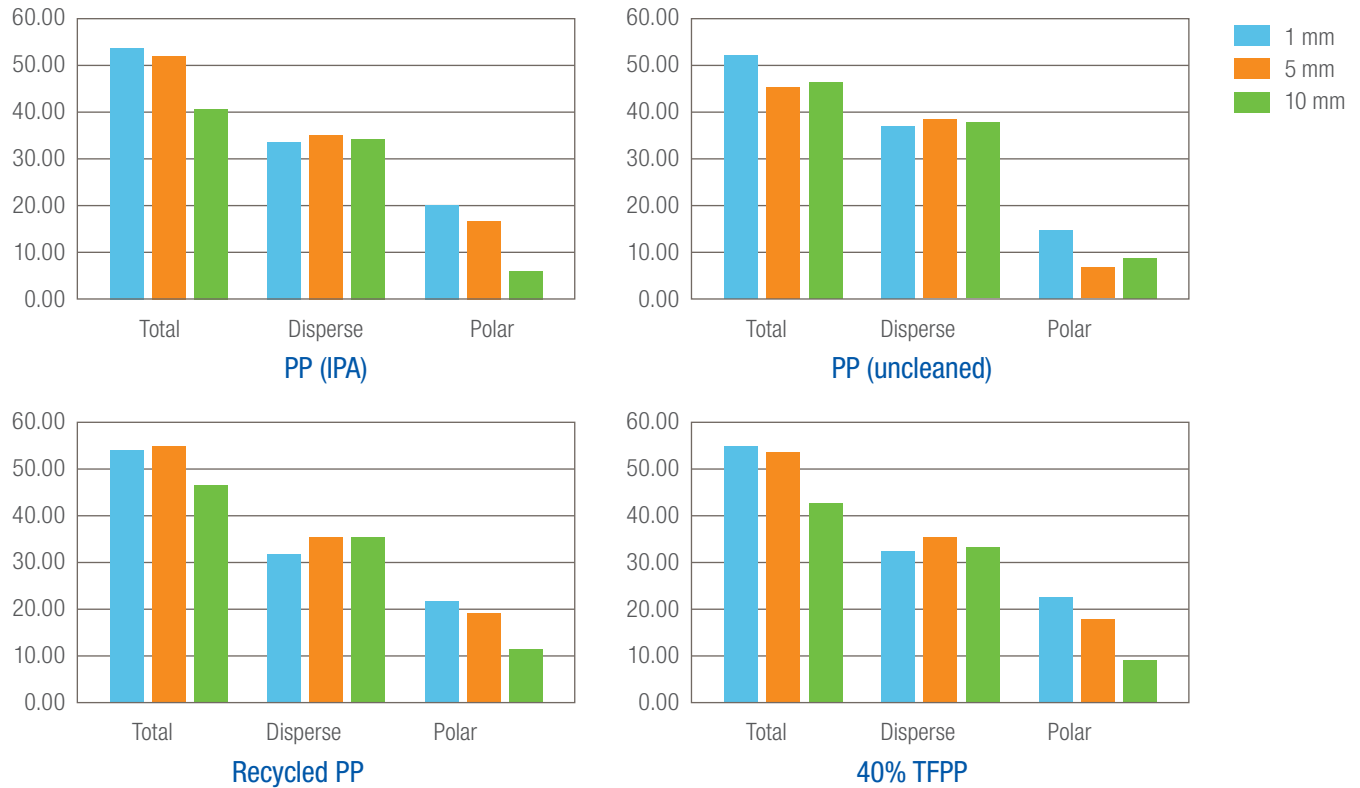 60.00
50.00
40.00
30.00
20.00
10.00
0.00
Total Disperse Polar
PP (IPA)
60.00
50.00
40.00
30.00
20.00
10.00
0.00
Total Disperse Polar
PP (uncleaned)
1 mm
5 mm
10 mm
60.00
50.00
40.00
30.00
20.00
10.00
0.00
Total Disperse Polar
Recycled PP
60.00
50.00
40.00
30.00
20.00
10.00
0.00
Total Disperse Polar
40% TFPP